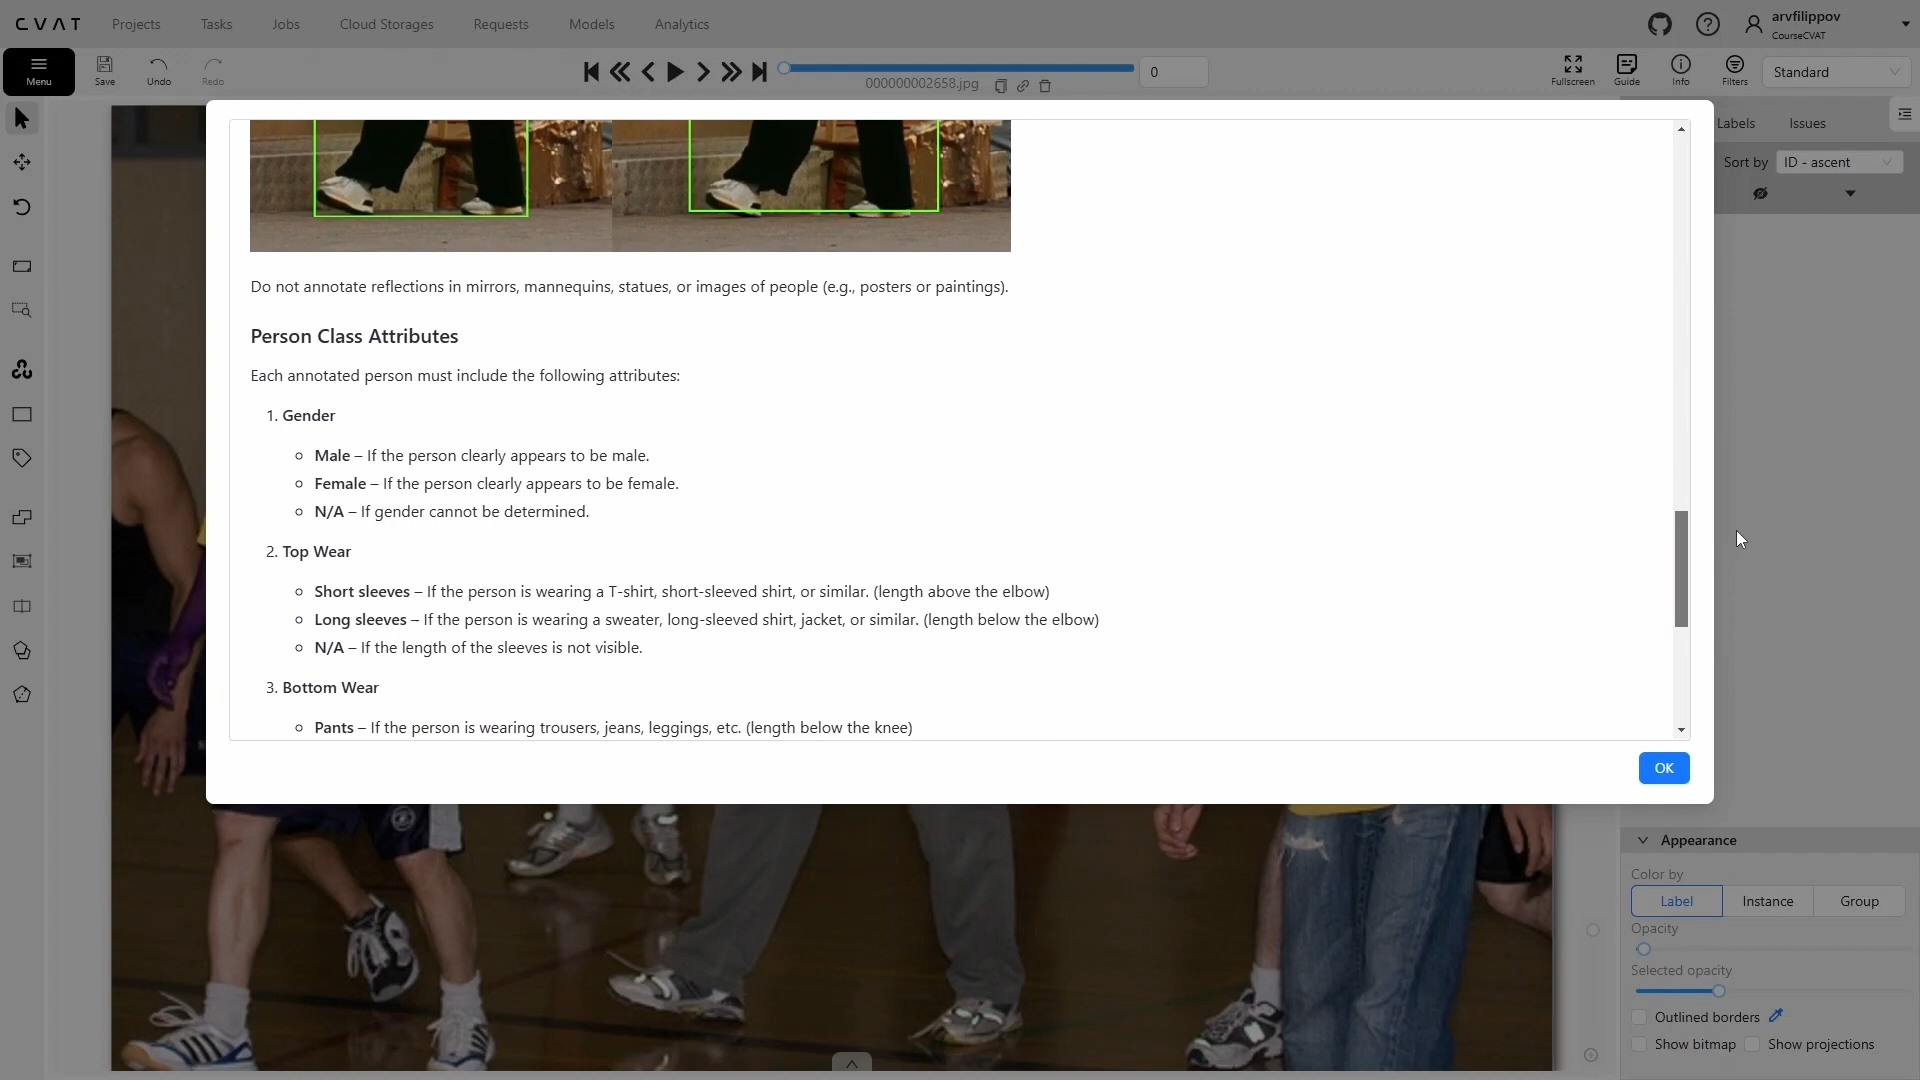 CVAT
Projects
Tasks
Jobs
Cloud Storages
Requests
Models
Analytics
arvfilippov
CourseCVAT
Menu
Save
Undo
Redo
000000002658.jpg
0
Fullscreen
Guide
Info
Filters
Standard
Labels
Issues
Sort by
ID - ascent
Do not annotate reflections in mirrors, mannequins, statues, or images of people (e.g., posters or paintings).
Person Class Attributes
Each annotated person must include the following attributes:
1. Gender
Male – If the person clearly appears to be male.
Female – If the person clearly appears to be female.
N/A – If gender cannot be determined.
2. Top Wear
Short sleeves – If the person is wearing a T-shirt, short-sleeved shirt, or similar. (length above the elbow)
Long sleeves – If the person is wearing a sweater, long-sleeved shirt, jacket, or similar. (length below the elbow)
N/A – If the length of the sleeves is not visible.
3. Bottom Wear
Pants – If the person is wearing trousers, jeans, leggings, etc. (length below the knee)
OK
Appearance
Color by
Label
Instance
Group
Opacity
Selected opacity
Outlined borders
Show bitmap
Show projections